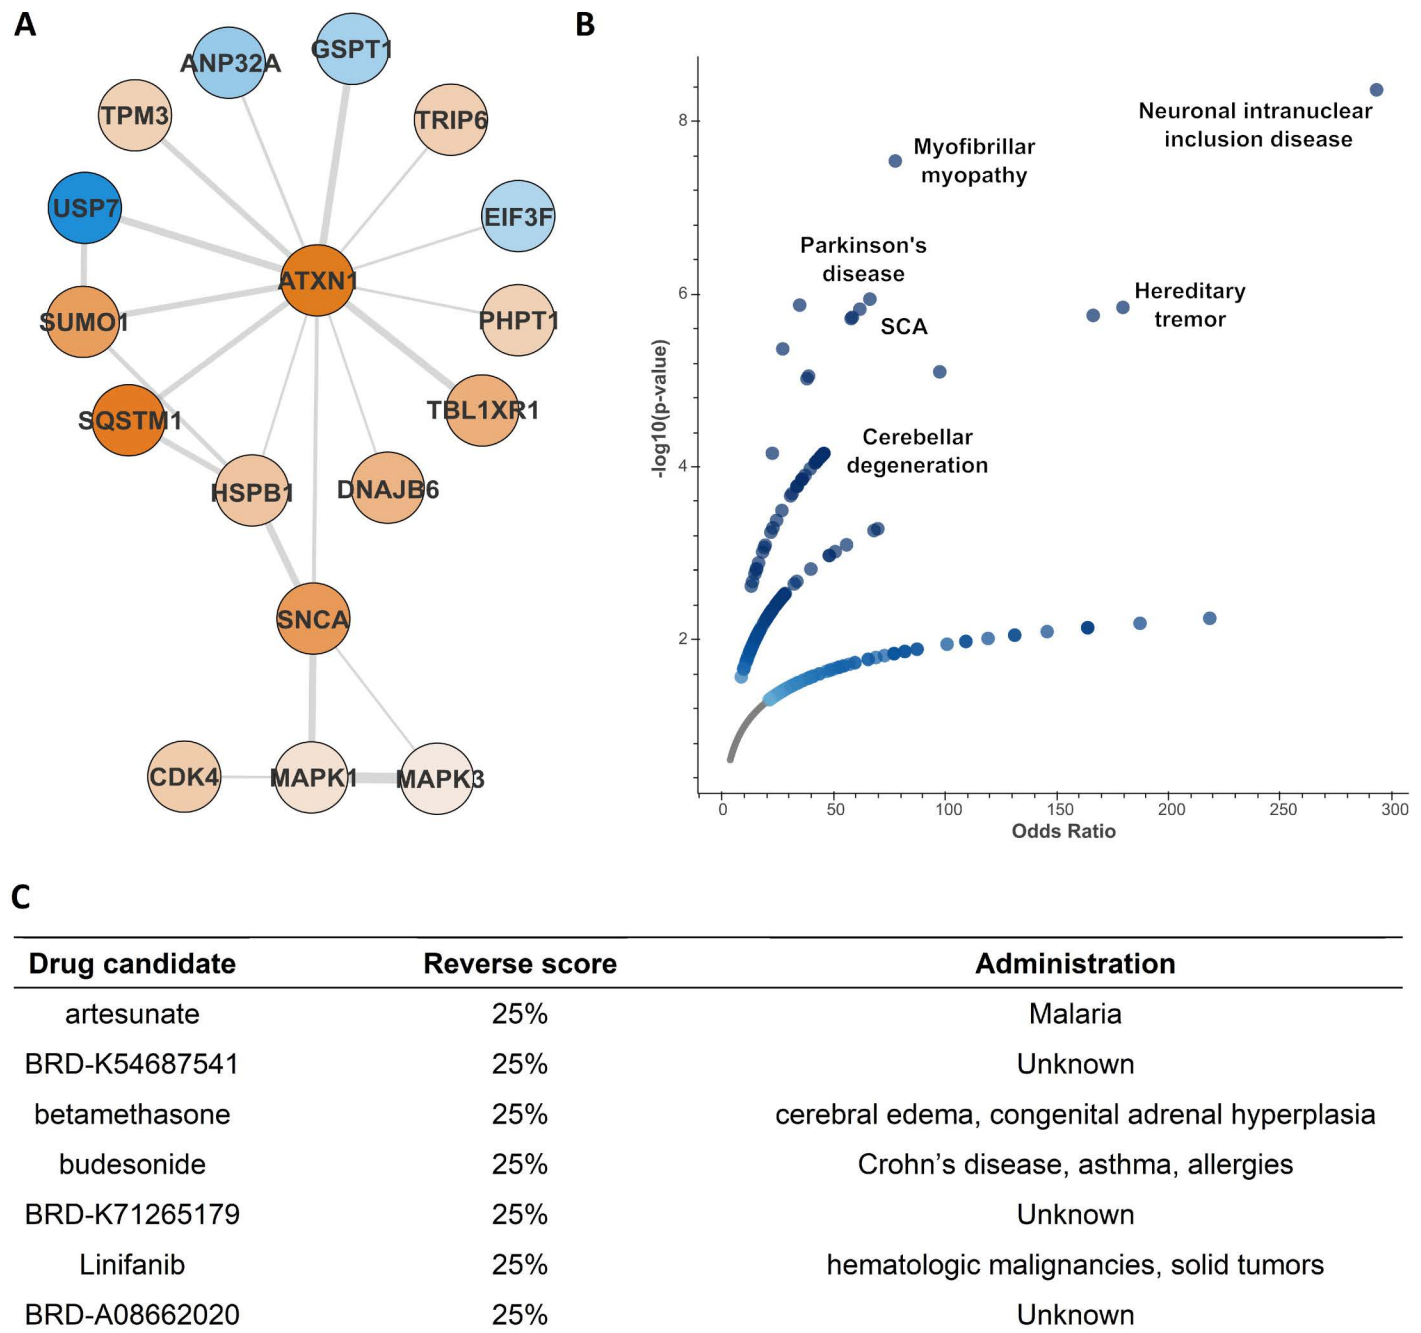 A
ANP32A
GSPT1
TPM3
TRIP6
USP7
EIF3F
ATXN1
SUMO1
PHPT1
SQSTM1
TBL1XR1
HSPB1
DNAJB6
SNCA
CDK4
MAPK1
MAPK3
B
Neuronal intranuclear
inclusion disease
Myofibrillar
myopathy
Parkinson's
disease
SCA
Hereditary
tremor
Cerebellar
degeneration
-log10(p-value)
8
6
4
2
0
50
100
150
200
250
300
Odds Ratio
C
Drug candidate Reverse score Administration
artesunate 25% Malaria
BRD-K54687541 25% Unknown
betamethasone 25% cerebral edema, congenital adrenal hyperplasia
budesonide 25% Crohn’s disease, asthma, allergies
BRD-K71265179 25% Unknown
Linifanib 25% hematologic malignancies, solid tumors
BRD-A08662020 25% Unknown